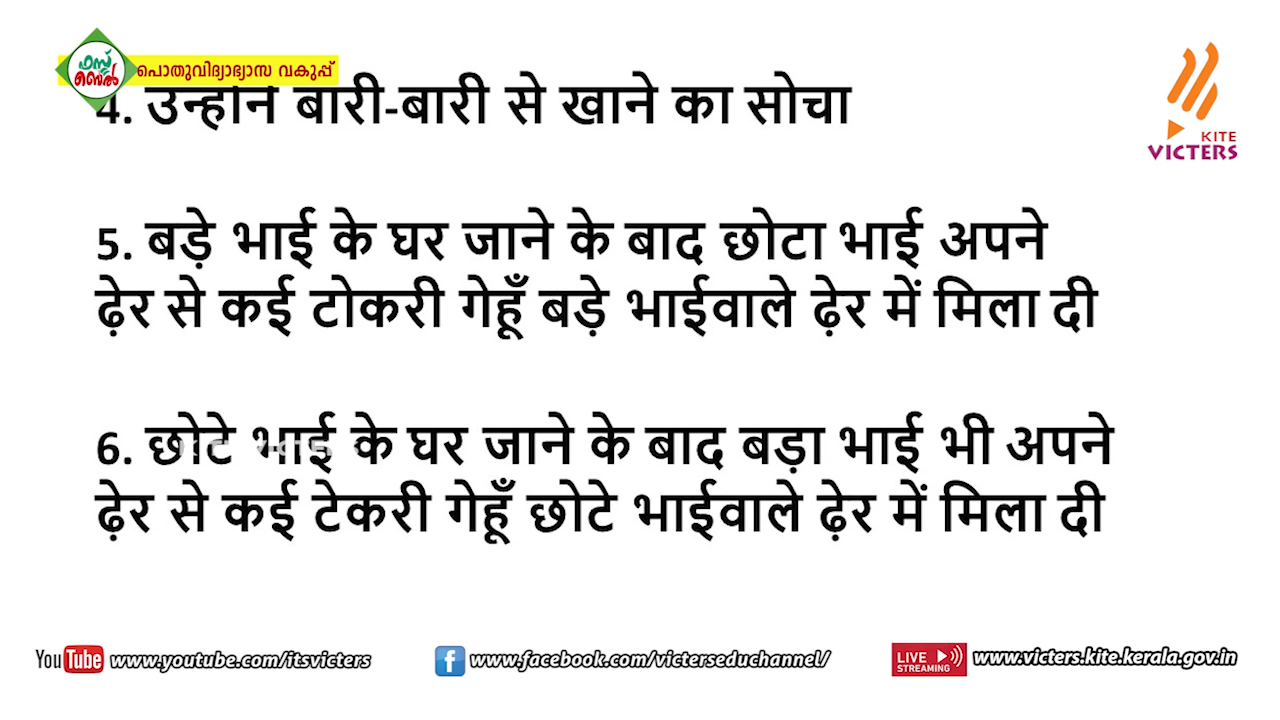 ഫസ്റ്റ്
ബെൽ
പൊതുവിദ്യാഭ്യാസ വകുപ്പ്
4. उन्होंने बारी-बारी से खाने का सोचा
KITE
VICTERS
5. बड़े भाई के घर जाने के बाद छोटा भाई अपने
ढ़ेर से कई टोकरी गेहूँ बड़े भाईवाले ढ़ेर में मिला दी
6. छोटे भाई के घर जाने के बाद बड़ा भाई भी अपने
ढ़ेर से कई टेकरी गेहूँ छोटे भाईवाले ढ़ेर में मिला दी
YouTube www.youtube.com/itsvicters
f www.facebook.com/victerseduchannel/
LIVE STREAMING www.victers.kite.kerala.gov.in